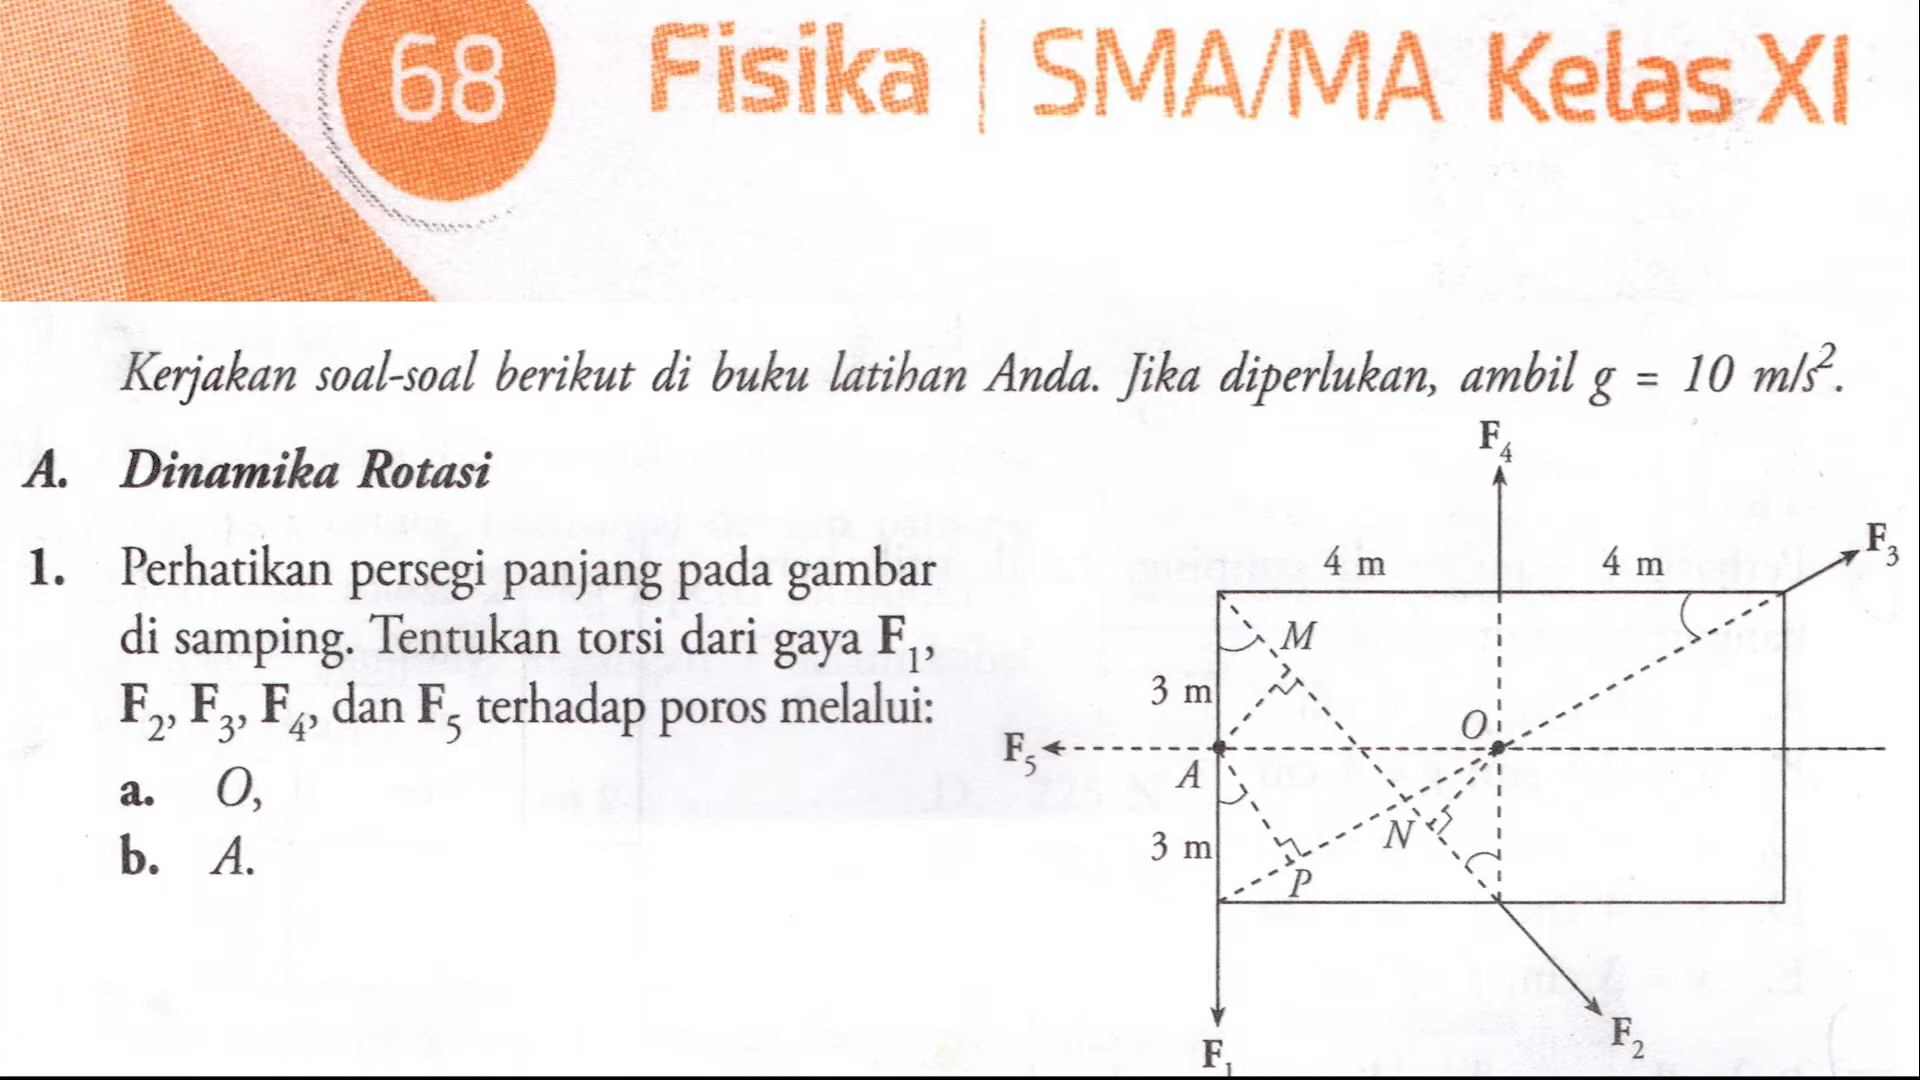 68 Fisika | SMA/MA Kelas XI
Kerjakan soal-soal berikut di buku latihan Anda. Jika diperlukan, ambil g = 10 m/s².
A. Dinamika Rotasi
1. Perhatikan persegi panjang pada gambar
di samping. Tentukan torsi dari gaya F₁,
F₂, F₃, F₄, dan F₅ terhadap poros melalui:
a. O,
b. A.
F₄
F₃
4 m 4 m
M
3 m
O
F₅
A
N
3 m
P
F₂
F₁